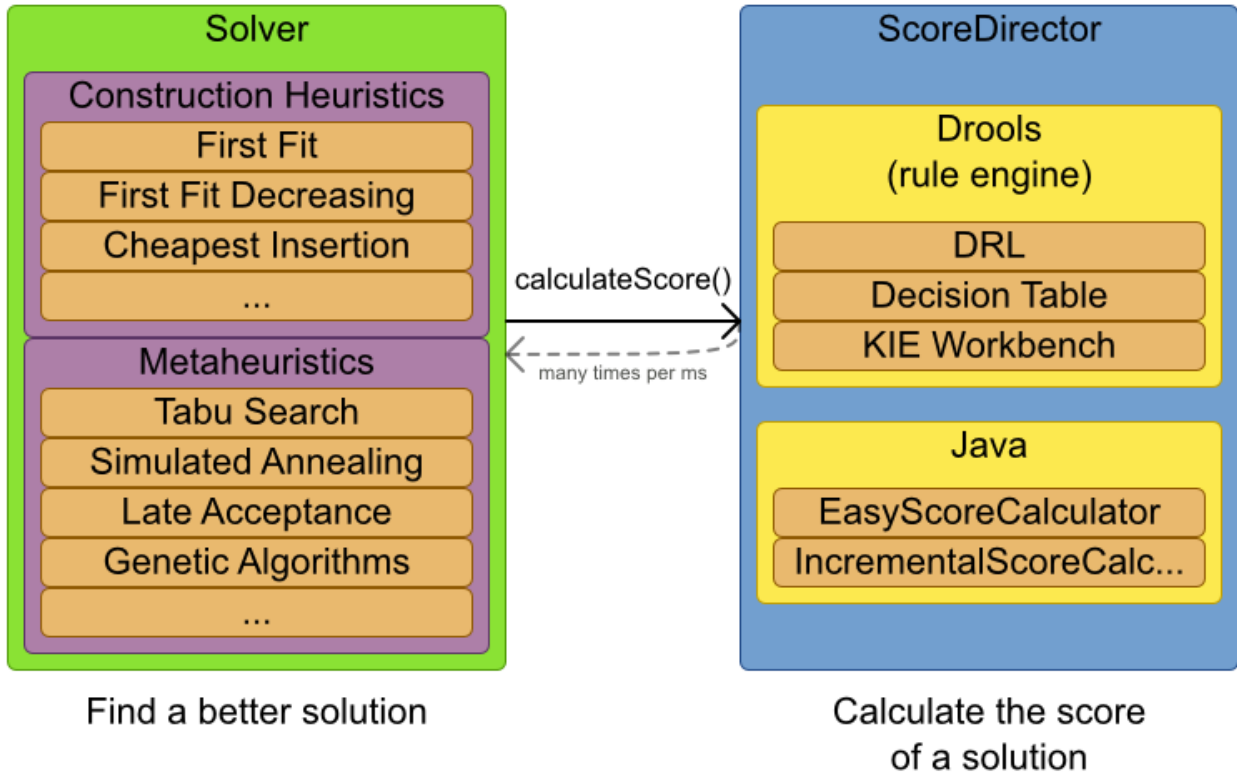 Solver
Construction Heuristics
First Fit
First Fit Decreasing
Cheapest Insertion
...
Metaheuristics
Tabu Search
Simulated Annealing
Late Acceptance
Genetic Algorithms
...
Find a better solution
calculateScore()
many times per ms
ScoreDirector
Drools
(rule engine)
DRL
Decision Table
KIE Workbench
Java
EasyScoreCalculator
IncrementalScoreCalc...
Calculate the score
of a solution